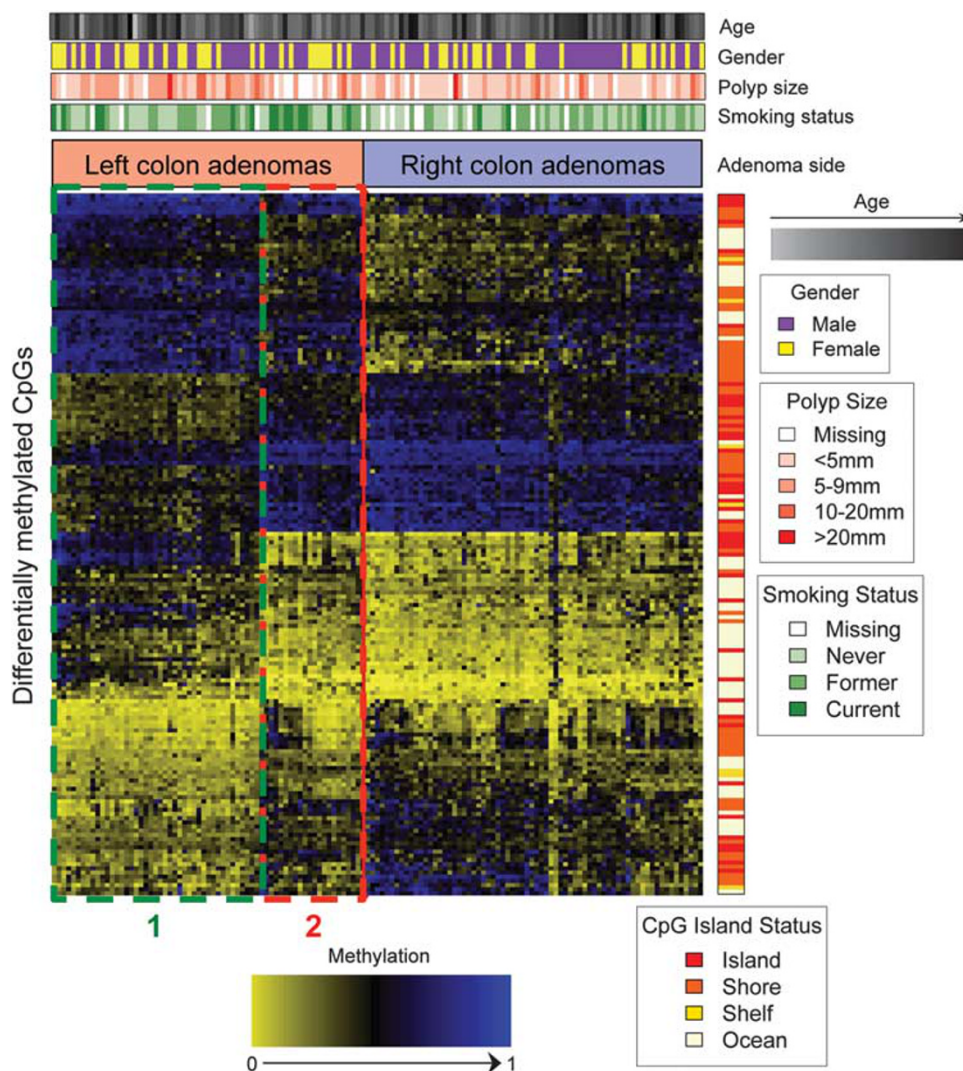 Age
Gender
Polyp size
Smoking status
Left colon adenomas
Right colon adenomas
Adenoma side
Differentially methylated CpGs
Age
Gender
Male
Female
Polyp Size
Missing
<5mm
5-9mm
10-20mm
>20mm
Smoking Status
Missing
Never
Former
Current
1
2
Methylation
0
1
CpG Island Status
Island
Shore
Shelf
Ocean